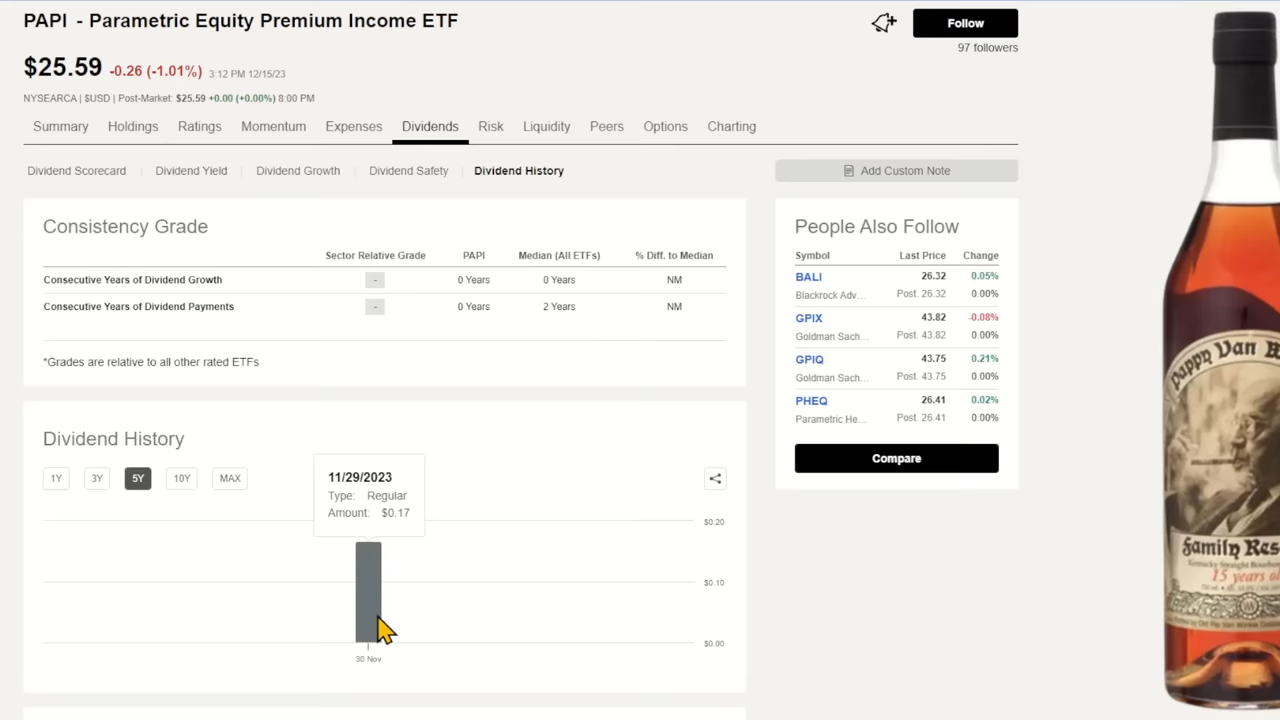 PAPI - Parametric Equity Premium Income ETF
Follow
97 followers
$25.59 -0.26 (-1.01%) 3:12 PM 12/15/23
NYSEARCA | $USD | Post-Market: $25.59 +0.00 (+0.00%) 8:00 PM
Summary Holdings Ratings Momentum Expenses Dividends Risk Liquidity Peers Options Charting
Dividend Scorecard Dividend Yield Dividend Growth Dividend Safety Dividend History
Add Custom Note
Consistency Grade
Sector Relative Grade PAPI Median (All ETFs) % Diff. to Median
Consecutive Years of Dividend Growth - 0 Years 0 Years NM
Consecutive Years of Dividend Payments - 0 Years 2 Years NM
*Grades are relative to all other rated ETFs
People Also Follow
Symbol Last Price Change
BALI 26.32 0.05%
Blackrock Adv... Post. 26.32 0.00%
GPIX 43.82 -0.08%
Goldman Sach... Post. 43.82 0.00%
GPIQ 43.75 0.21%
Goldman Sach... Post. 43.75 0.00%
PHEQ 26.41 0.02%
Parametric He... Post. 26.41 0.00%
Compare
Dividend History
1Y 3Y 5Y 10Y MAX
11/29/2023
Type: Regular
Amount: $0.17
$0.20
$0.10
$0.00
30 Nov
Pappy Van
Family Res
Kentucky Straight Bourbon
15 years